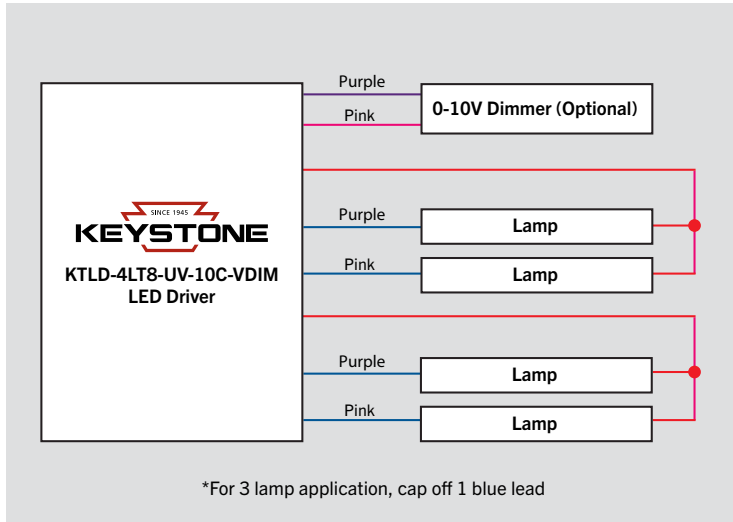 Purple
0-10V Dimmer (Optional)
Pink
SINCE 1945
KEYSTONE
KTLD-4LT8-UV-10C-VDIM
LED Driver
Purple
Lamp
Pink
Lamp
Purple
Lamp
Pink
Lamp
*For 3 lamp application, cap off 1 blue lead